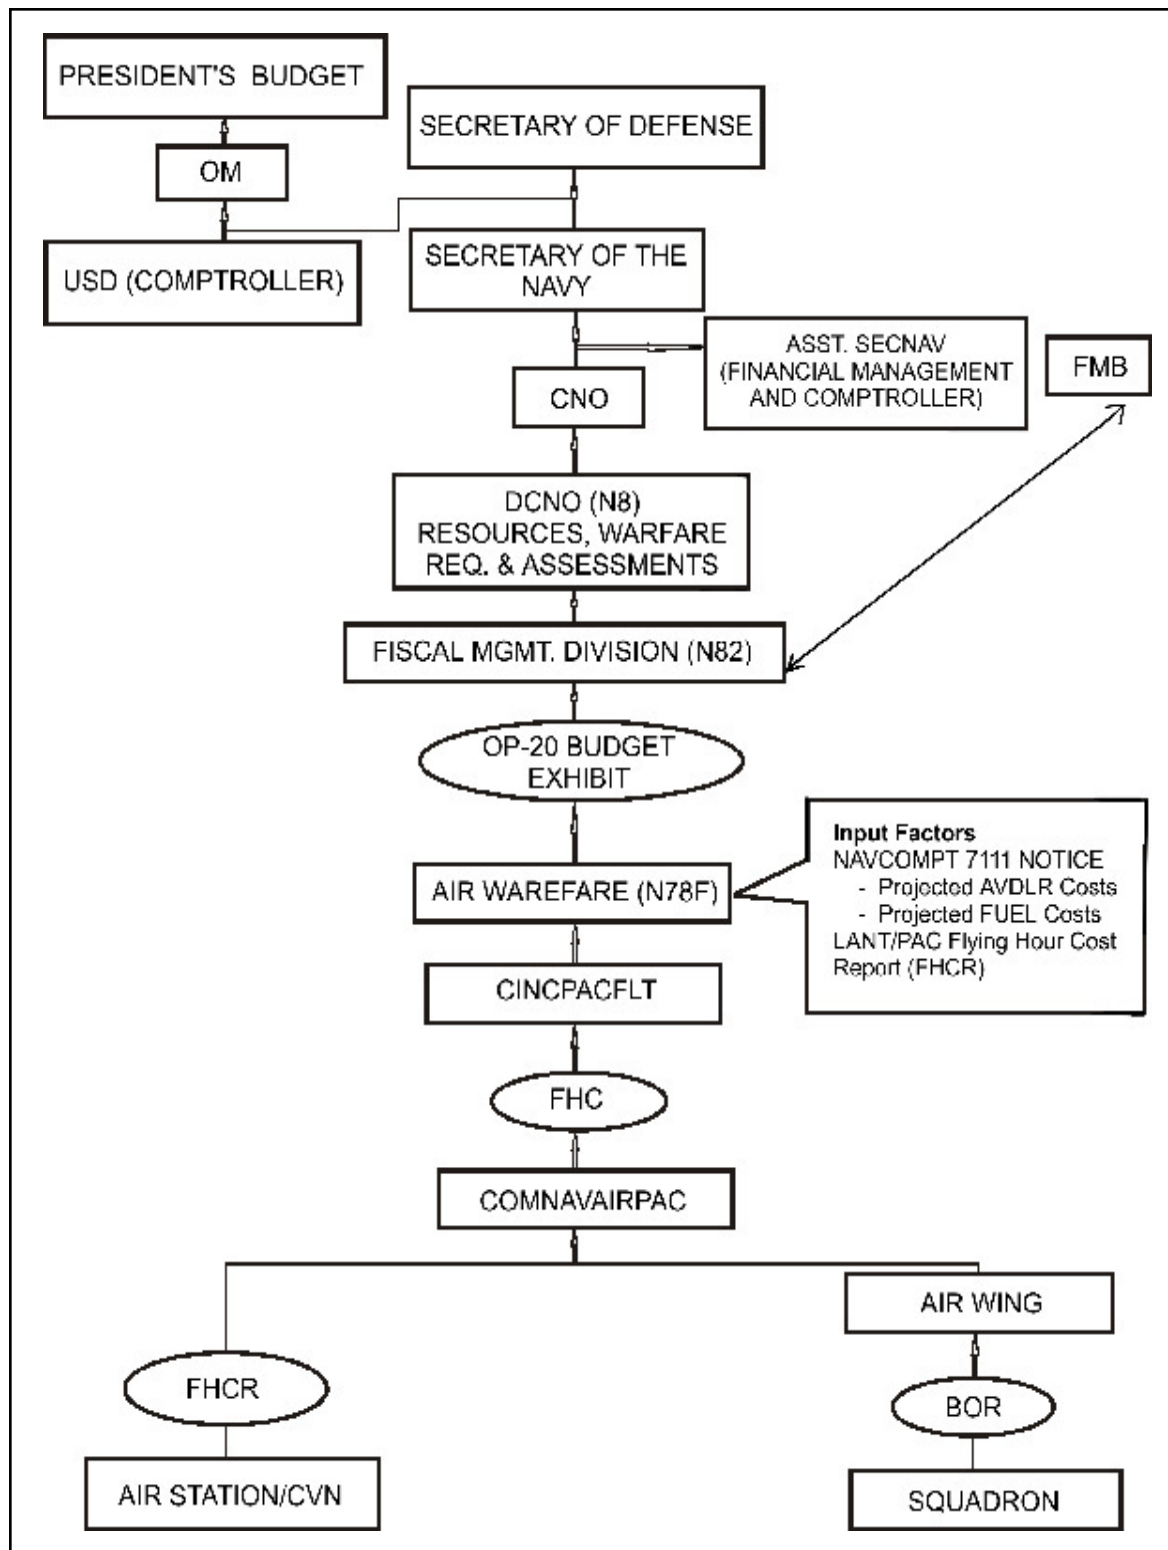 PRESIDENT'S BUDGET
SECRETARY OF DEFENSE
OM
USD (COMPTROLLER)
SECRETARY OF THE
NAVY
ASST. SECNAV
(FINANCIAL MANAGEMENT
AND COMPTROLLER)
FMB
CNO
DCNO (N8)
RESOURCES, WARFARE
REQ. & ASSESSMENTS
FISCAL MGMT. DIVISION (N82)
OP-20 BUDGET
EXHIBIT
Input Factors
NAVCOMPT 7111 NOTICE
- Projected AVDLR Costs
- Projected FUEL Costs
LANT/PAC Flying Hour Cost
Report (FHCR)
AIR WAREFARE (N78F)
CINCPACFLT
FHC
COMNAVAIRPAC
AIR WING
FHCR
BOR
AIR STATION/CVN
SQUADRON